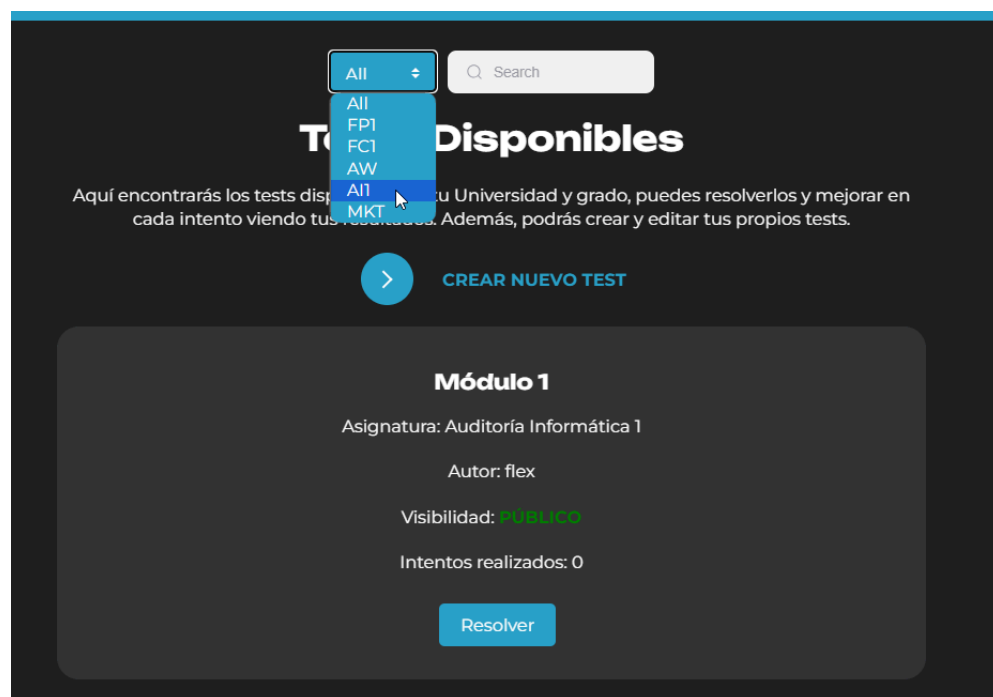 All
Search
All
FP1
FC1
AW
AI1
MKT
T Disponibles
Aquí encontrarás los tests disp u Universidad y grado, puedes resolverlos y mejorar en
cada intento viendo tus resultados. Además, podrás crear y editar tus propios tests.
CREAR NUEVO TEST
Módulo 1
Asignatura: Auditoría Informática 1
Autor: flex
Visibilidad: PÚBLICO
Intentos realizados: 0
Resolver